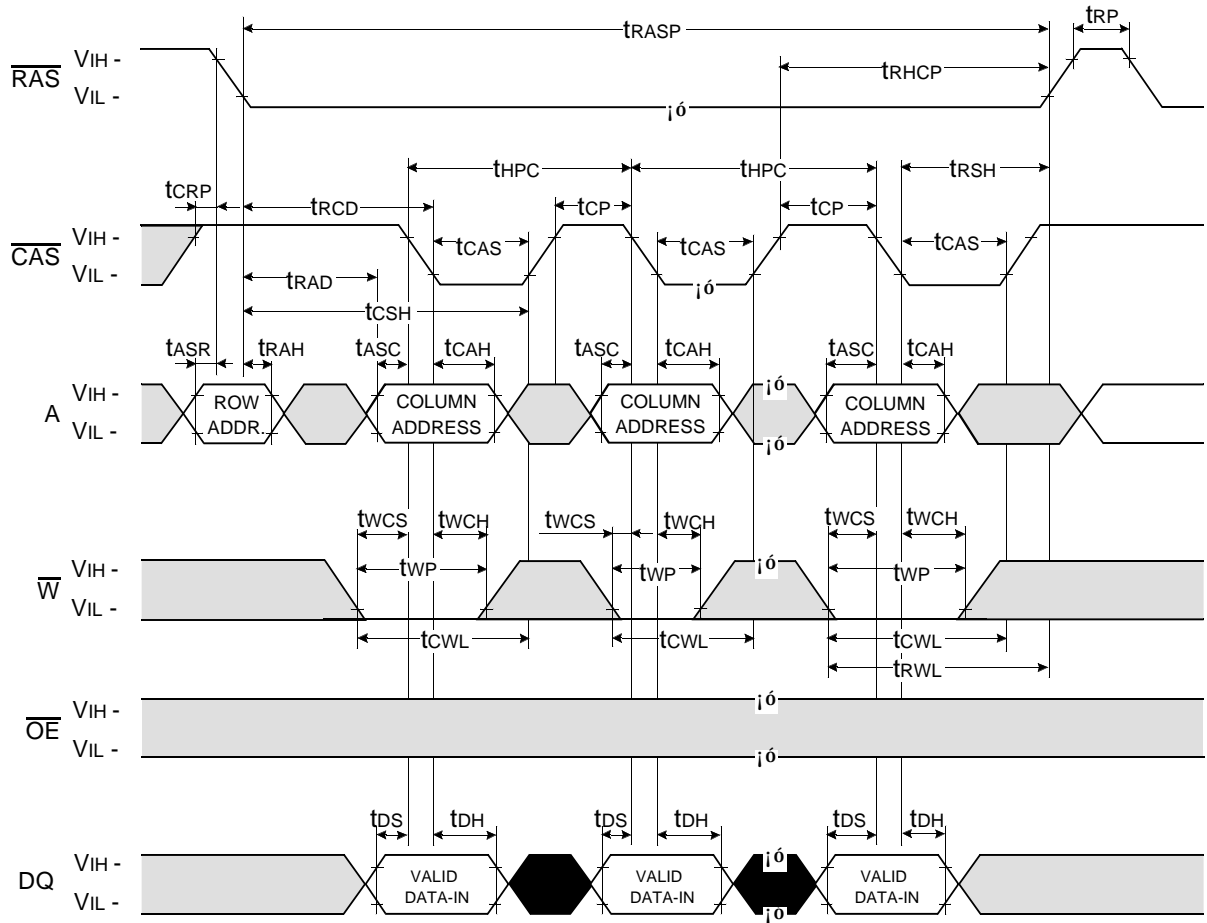 tRASP
tRP
RAS
VIH -
VIL -
tRHCP
¡ó
tHPC
tHPC
tRSH
tCRP
tRCD
tCP
tCP
CAS
VIH -
VIL -
tCAS
tCAS
tCAS
tRAD
¡ó
tCSH
tASR
tRAH
tASC
tCAH
tASC
tCAH
tASC
tCAH
A
VIH -
VIL -
ROW
ADDR.
COLUMN
ADDRESS
COLUMN
ADDRESS
¡ó
¡ó
COLUMN
ADDRESS
tWCS
tWCH
tWCS
tWCH
tWCS
tWCH
W
VIH -
VIL -
tWP
tWP
¡ó
tWP
tCWL
tCWL
tCWL
tRWL
OE
VIH -
VIL -
¡ó
¡ó
tDS
tDH
tDS
tDH
tDS
tDH
DQ
VIH -
VIL -
VALID
DATA-IN
VALID
DATA-IN
¡ó
¡ó
VALID
DATA-IN